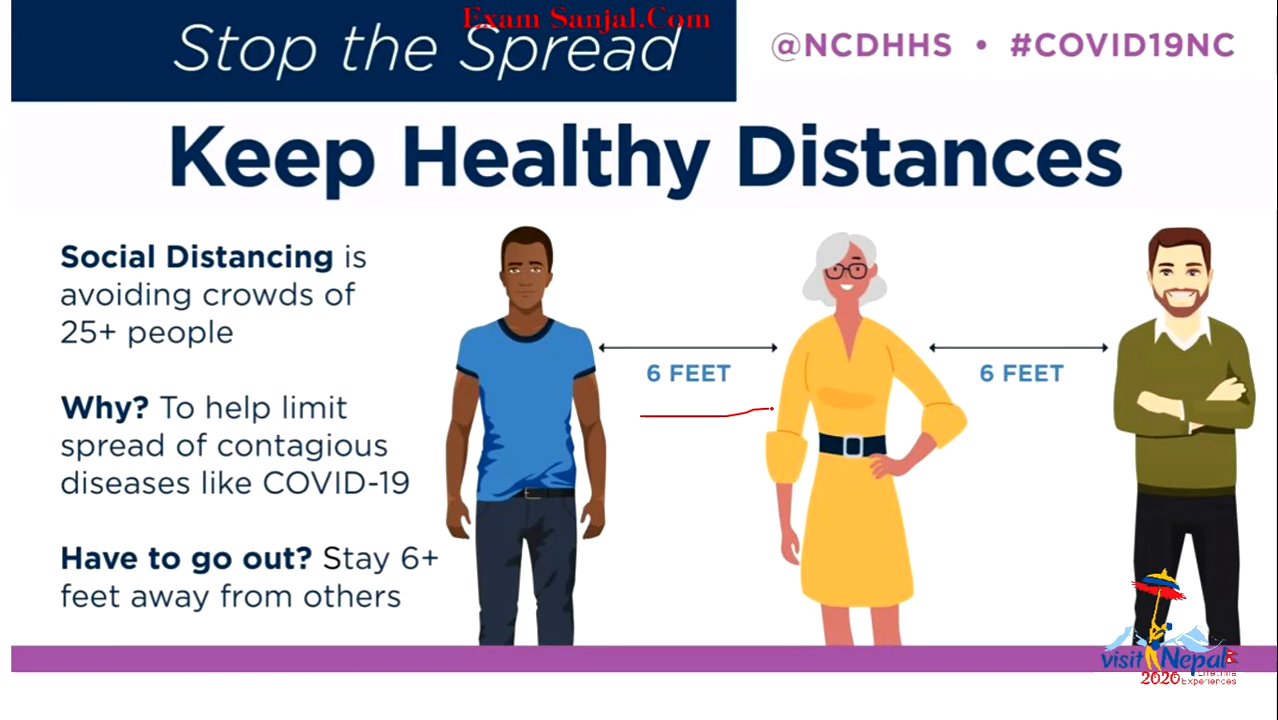 Exam Sanjal.Com
Stop the Spread
@NCDHHS • #COVID19NC
Keep Healthy Distances
Social Distancing is
avoiding crowds of
25+ people
Why? To help limit
spread of contagious
diseases like COVID-19
Have to go out? Stay 6+
feet away from others
6 FEET
6 FEET
visit Nepal
2020 Lifetime
Experiences